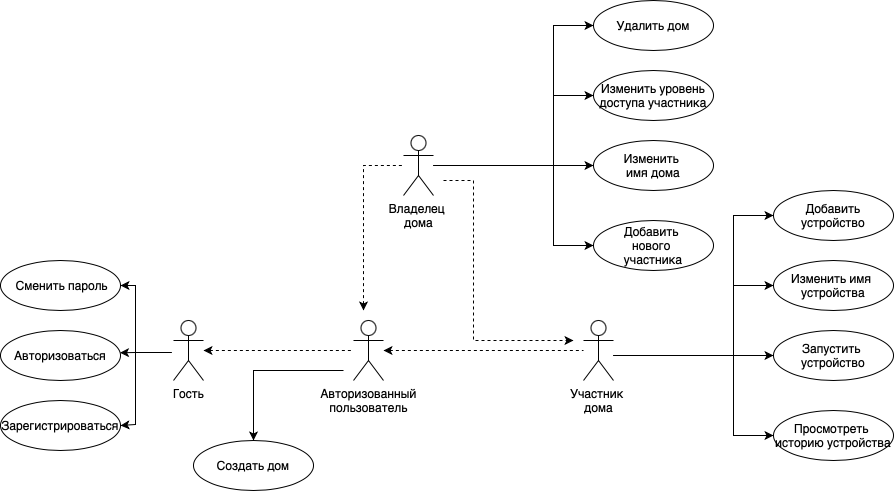 Удалить дом
Изменить уровень
доступа участника
Изменить
имя дома
Владелец
дома
Добавить
нового
участника
Добавить
устройство
Сменить пароль
Изменить имя
устройства
Авторизоваться
Запустить
устройство
Гость
Авторизованный
пользователь
Участник
дома
Зарегистрироваться
Просмотреть
историю устройства
Создать дом